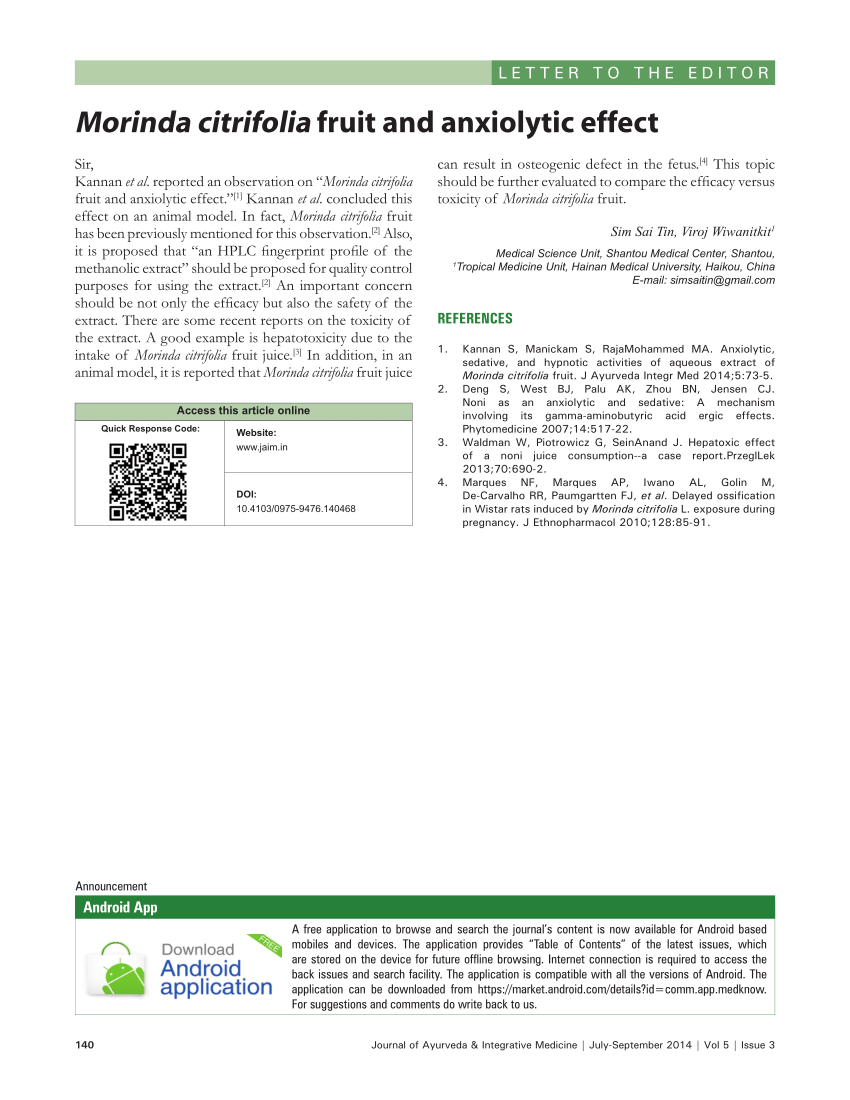 LETTER TO THE EDITOR
Morinda citrifolia fruit and anxiolytic effect
Sir,
Kannan et al. reported an observation on “Morinda citrifolia
fruit and anxiolytic effect.”[1] Kannan et al. concluded this
effect on an animal model. In fact, Morinda citrifolia fruit
has been previously mentioned for this observation.[2] Also,
it is proposed that “an HPLC fingerprint profile of the
methanolic extract” should be proposed for quality control
purposes for using the extract.[2] An important concern
should be not only the efficacy but also the safety of the
extract. There are some recent reports on the toxicity of
the extract. A good example is hepatotoxicity due to the
intake of Morinda citrifolia fruit juice.[3] In addition, in an
animal model, it is reported that Morinda citrifolia fruit juice
can result in osteogenic defect in the fetus.[4] This topic
should be further evaluated to compare the efficacy versus
toxicity of Morinda citrifolia fruit.
Sim Sai Tin, Viroj Wiwanitkit1
Medical Science Unit, Shantou Medical Center, Shantou,
1Tropical Medicine Unit, Hainan Medical University, Haikou, China
E-mail: simsaitin@gmail.com
REFERENCES
1. Kannan S, Manickam S, RajaMohammed MA. Anxiolytic,
sedative, and hypnotic activities of aqueous extract of
Morinda citrifolia fruit. J Ayurveda Integr Med 2014;5:73-5.
2. Deng S, West BJ, Palu AK, Zhou BN, Jensen CJ.
Noni as an anxiolytic and sedative: A mechanism
involving its gamma-aminobutyric acid ergic effects.
Phytomedicine 2007;14:517-22.
3. Waldman W, Piotrowicz G, SeinAnand J. Hepatoxic effect
of a noni juice consumption--a case report.PrzeglLek
2013;70:690-2.
4. Marques NF, Marques AP, Iwano AL, Golin M,
De-Carvalho RR, Paumgartten FJ, et al. Delayed ossification
in Wistar rats induced by Morinda citrifolia L. exposure during
pregnancy. J Ethnopharmacol 2010;128:85-91.
Access this article online
Quick Response Code:
Website:
www.jaim.in
DOI:
10.4103/0975-9476.140468
Announcement
Android App
FREE
Download
Android
application
A free application to browse and search the journal’s content is now available for Android based
mobiles and devices. The application provides “Table of Contents” of the latest issues, which
are stored on the device for future offline browsing. Internet connection is required to access the
back issues and search facility. The application is compatible with all the versions of Android. The
application can be downloaded from https://market.android.com/details?id=comm.app.medknow.
For suggestions and comments do write back to us.
140
Journal of Ayurveda & Integrative Medicine | July-September 2014 | Vol 5 | Issue 3